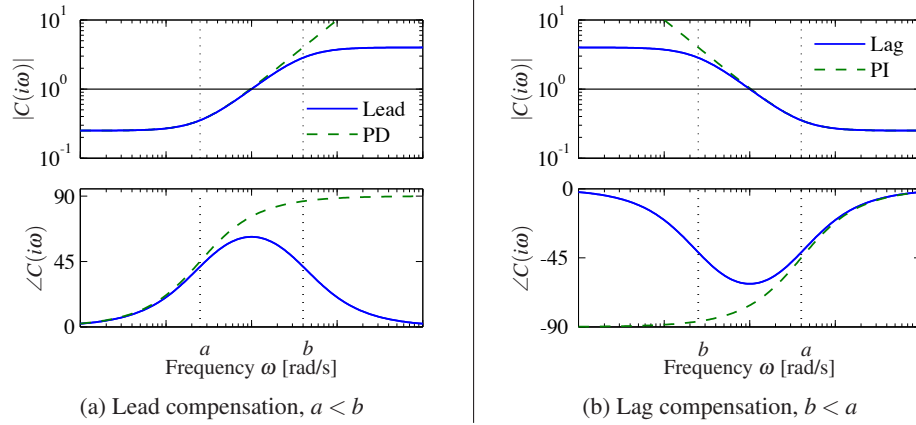 10^1
10^0
10^-1
|C(iω)|
Lead
PD
90
45
0
∠C(iω)
a
b
Frequency ω [rad/s]
(a) Lead compensation, a < b
10^1
10^0
10^-1
|C(iω)|
Lag
PI
0
-45
-90
∠C(iω)
b
a
Frequency ω [rad/s]
(b) Lag compensation, b < a